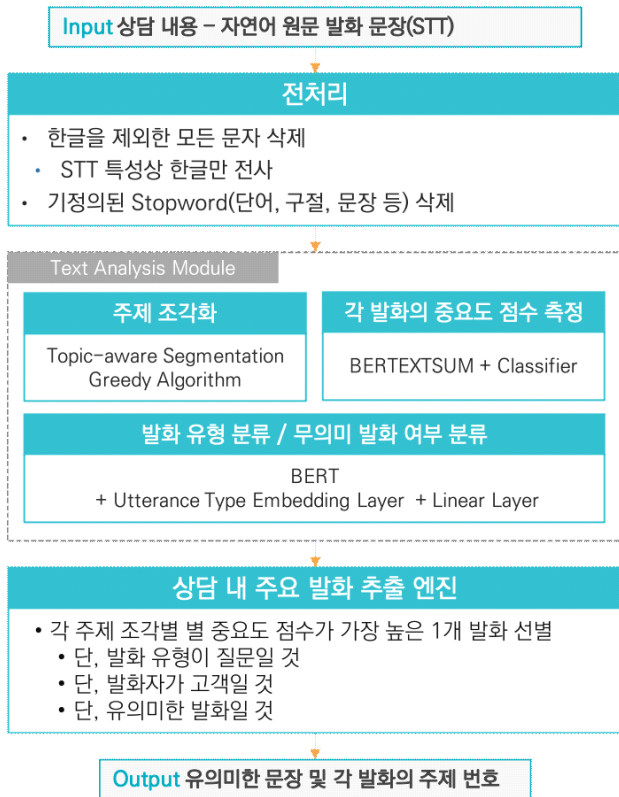 Input 상담 내용 – 자연어 원문 발화 문장(STT)
전처리
• 한글을 제외한 모든 문자 삭제
• STT 특성상 한글만 전사
• 기정의된 Stopword(단어, 구절, 문장 등) 삭제
Text Analysis Module
주제 조각화
Topic-aware Segmentation
Greedy Algorithm
각 발화의 중요도 점수 측정
BERTEXTSUM + Classifier
발화 유형 분류 / 무의미 발화 여부 분류
BERT
+ Utterance Type Embedding Layer + Linear Layer
상담 내 주요 발화 추출 엔진
• 각 주제 조각별 별 중요도 점수가 가장 높은 1개 발화 선별
• 단, 발화 유형이 질문일 것
• 단, 발화자가 고객일 것
• 단, 유의미한 발화일 것
Output 유의미한 문장 및 각 발화의 주제 번호